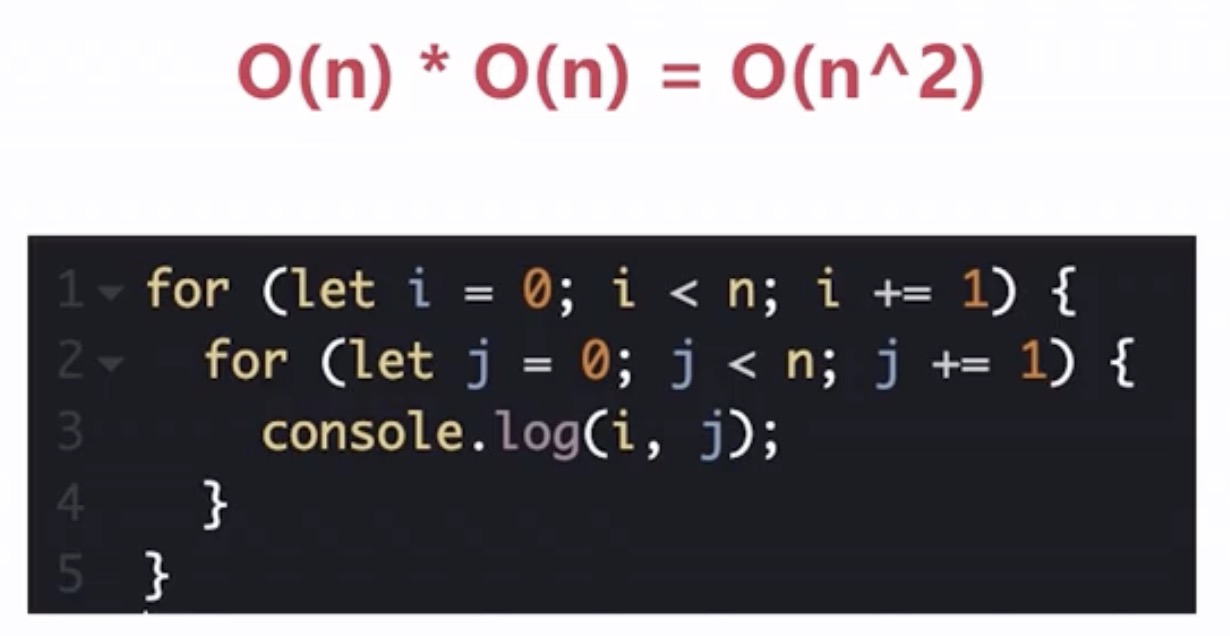 O(n) * O(n) = O(n^2)
1 for (let i = 0; i < n; i += 1) {
2   for (let j = 0; j < n; j += 1) {
3     console.log(i, j);
4   }
5 }